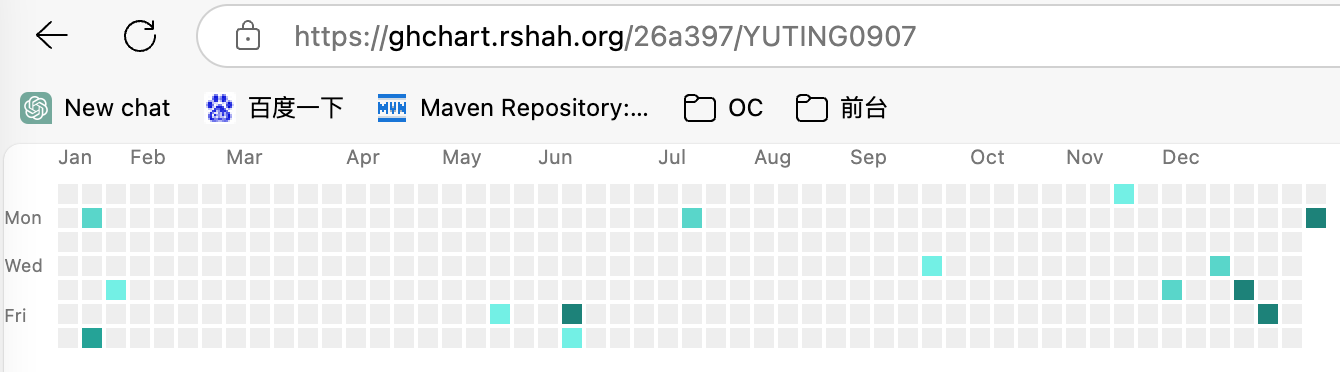 https://ghchart.rshah.org/26a397/YUTING0907
New chat 百度一下 MVN Maven Repository:... OC 前台
Jan Feb Mar Apr May Jun Jul Aug Sep Oct Nov Dec
Mon
Wed
Fri